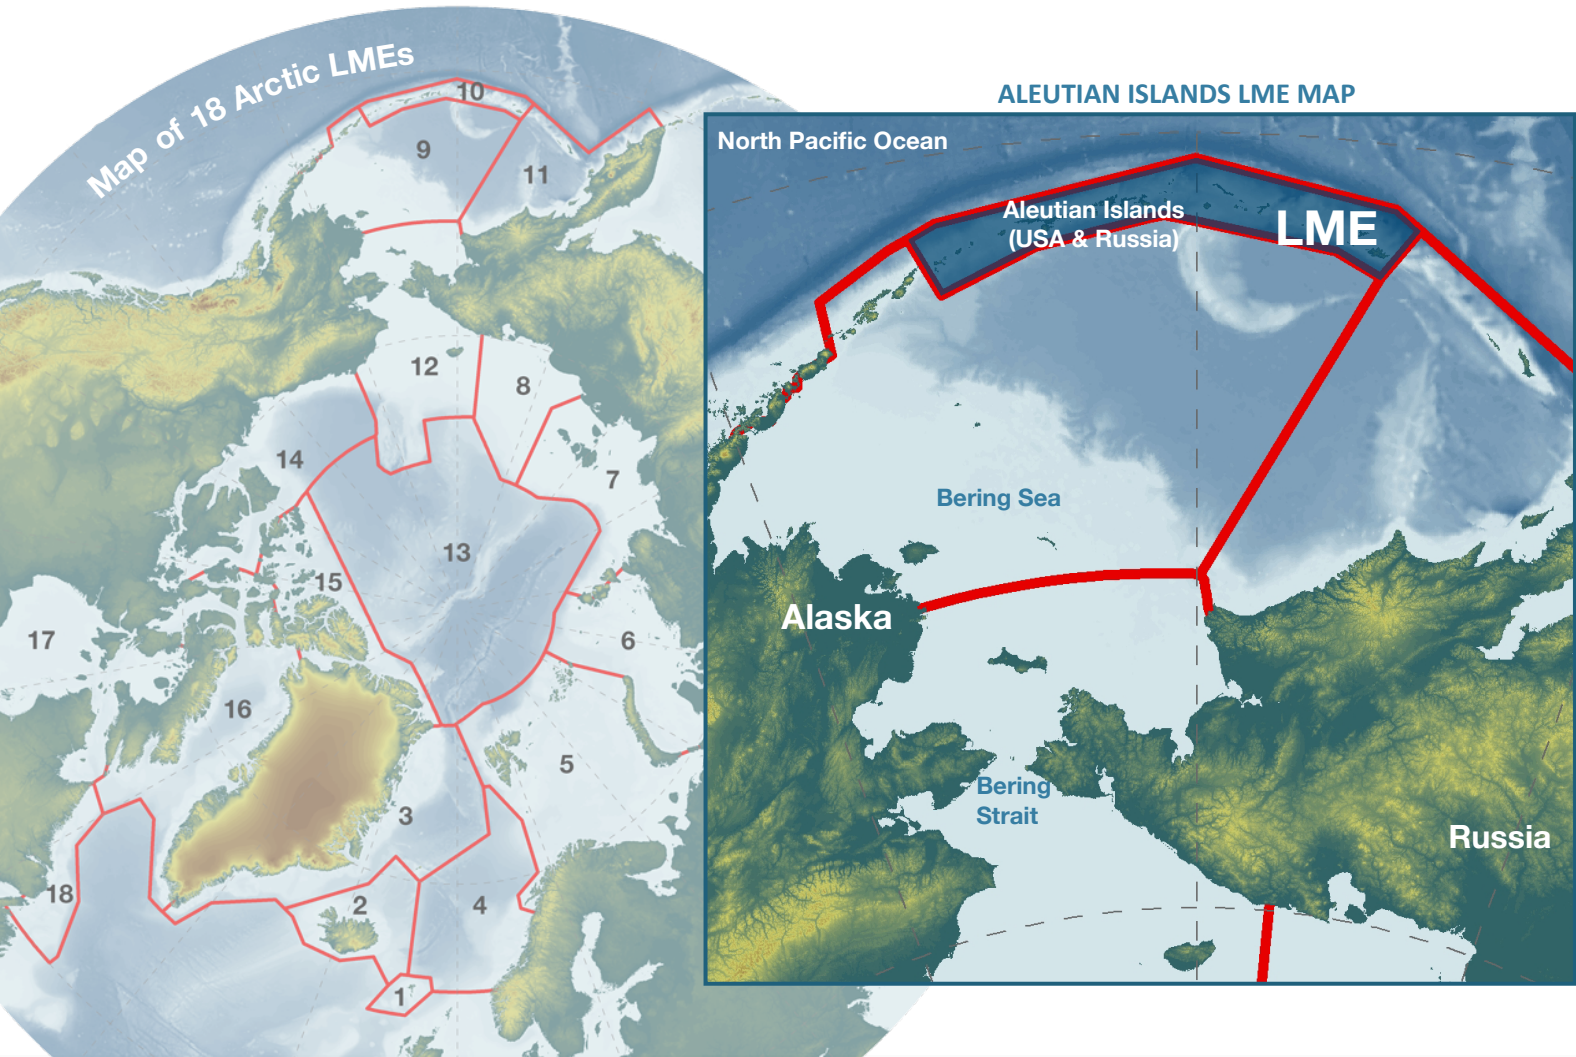 Map of 18 Arctic LMEs
10
9
11
12
8
14
7
13
15
17
6
16
5
3
18
2
4
1
ALEUTIAN ISLANDS LME MAP
North Pacific Ocean
Aleutian Islands
(USA & Russia)
LME
Bering Sea
Alaska
Bering
Strait
Russia